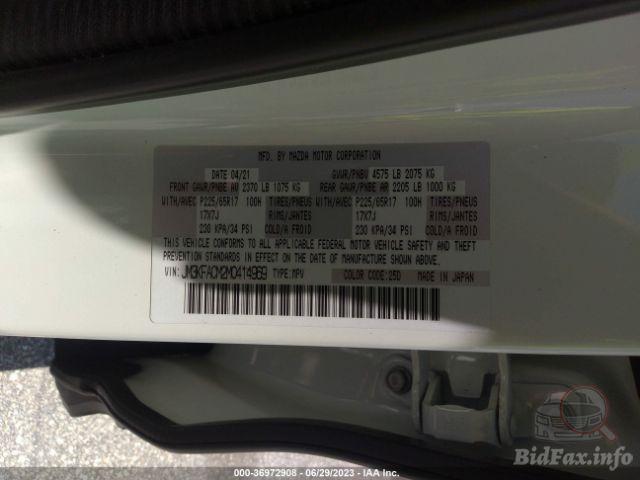 MFD. BY MAZDA MOTOR CORPORATION
DATE 04/21 GVWR/PNBV 4575 LB 2075 KG
FRONT GAWR/PNBE AV 2370 LB 1075 KG REAR GAWR/PNBE AR 2205 LB 1000 KG
WITH/AVEC P225/65R17 100H TIRES/PNEUS WITH/AVEC P225/65R17 100H TIRES/PNEUS
17X7J RIMS/JANTES 17X7J RIMS/JANTES
230 KPA/34 PSI COLD/A FROID 230 KPA/34 PSI COLD/A FROID
THIS VEHICLE CONFORMS TO ALL APPLICABLE FEDERAL MOTOR VEHICLE SAFETY AND THEFT
PREVENTION STANDARDS IN EFFECT ON THE DATE OF MANUFACTURE SHOWN ABOVE.
VIN: JM3KFACM2M0414969 TYPE: MPV COLOR CODE: 25D MADE IN JAPAN
BidFax.info
000-36972908 - 06/29/2023 - IAA Inc.